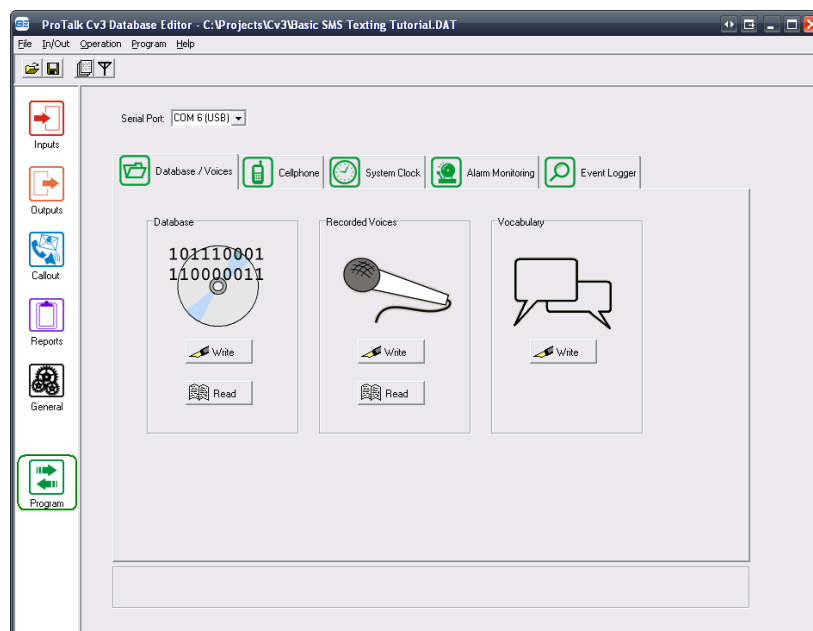 ProTalk Cv3 Database Editor - C:\Projects\Cv3\Basic SMS Texting Tutorial.DAT
File In/Out Operation Program Help
Serial Port: COM 6 (USB)
Inputs
Outputs
Callout
Reports
General
Program
Database / Voices Cellphone System Clock Alarm Monitoring Event Logger
Database Recorded Voices Vocabulary
101110001
110000011
Write Write Write
Read Read